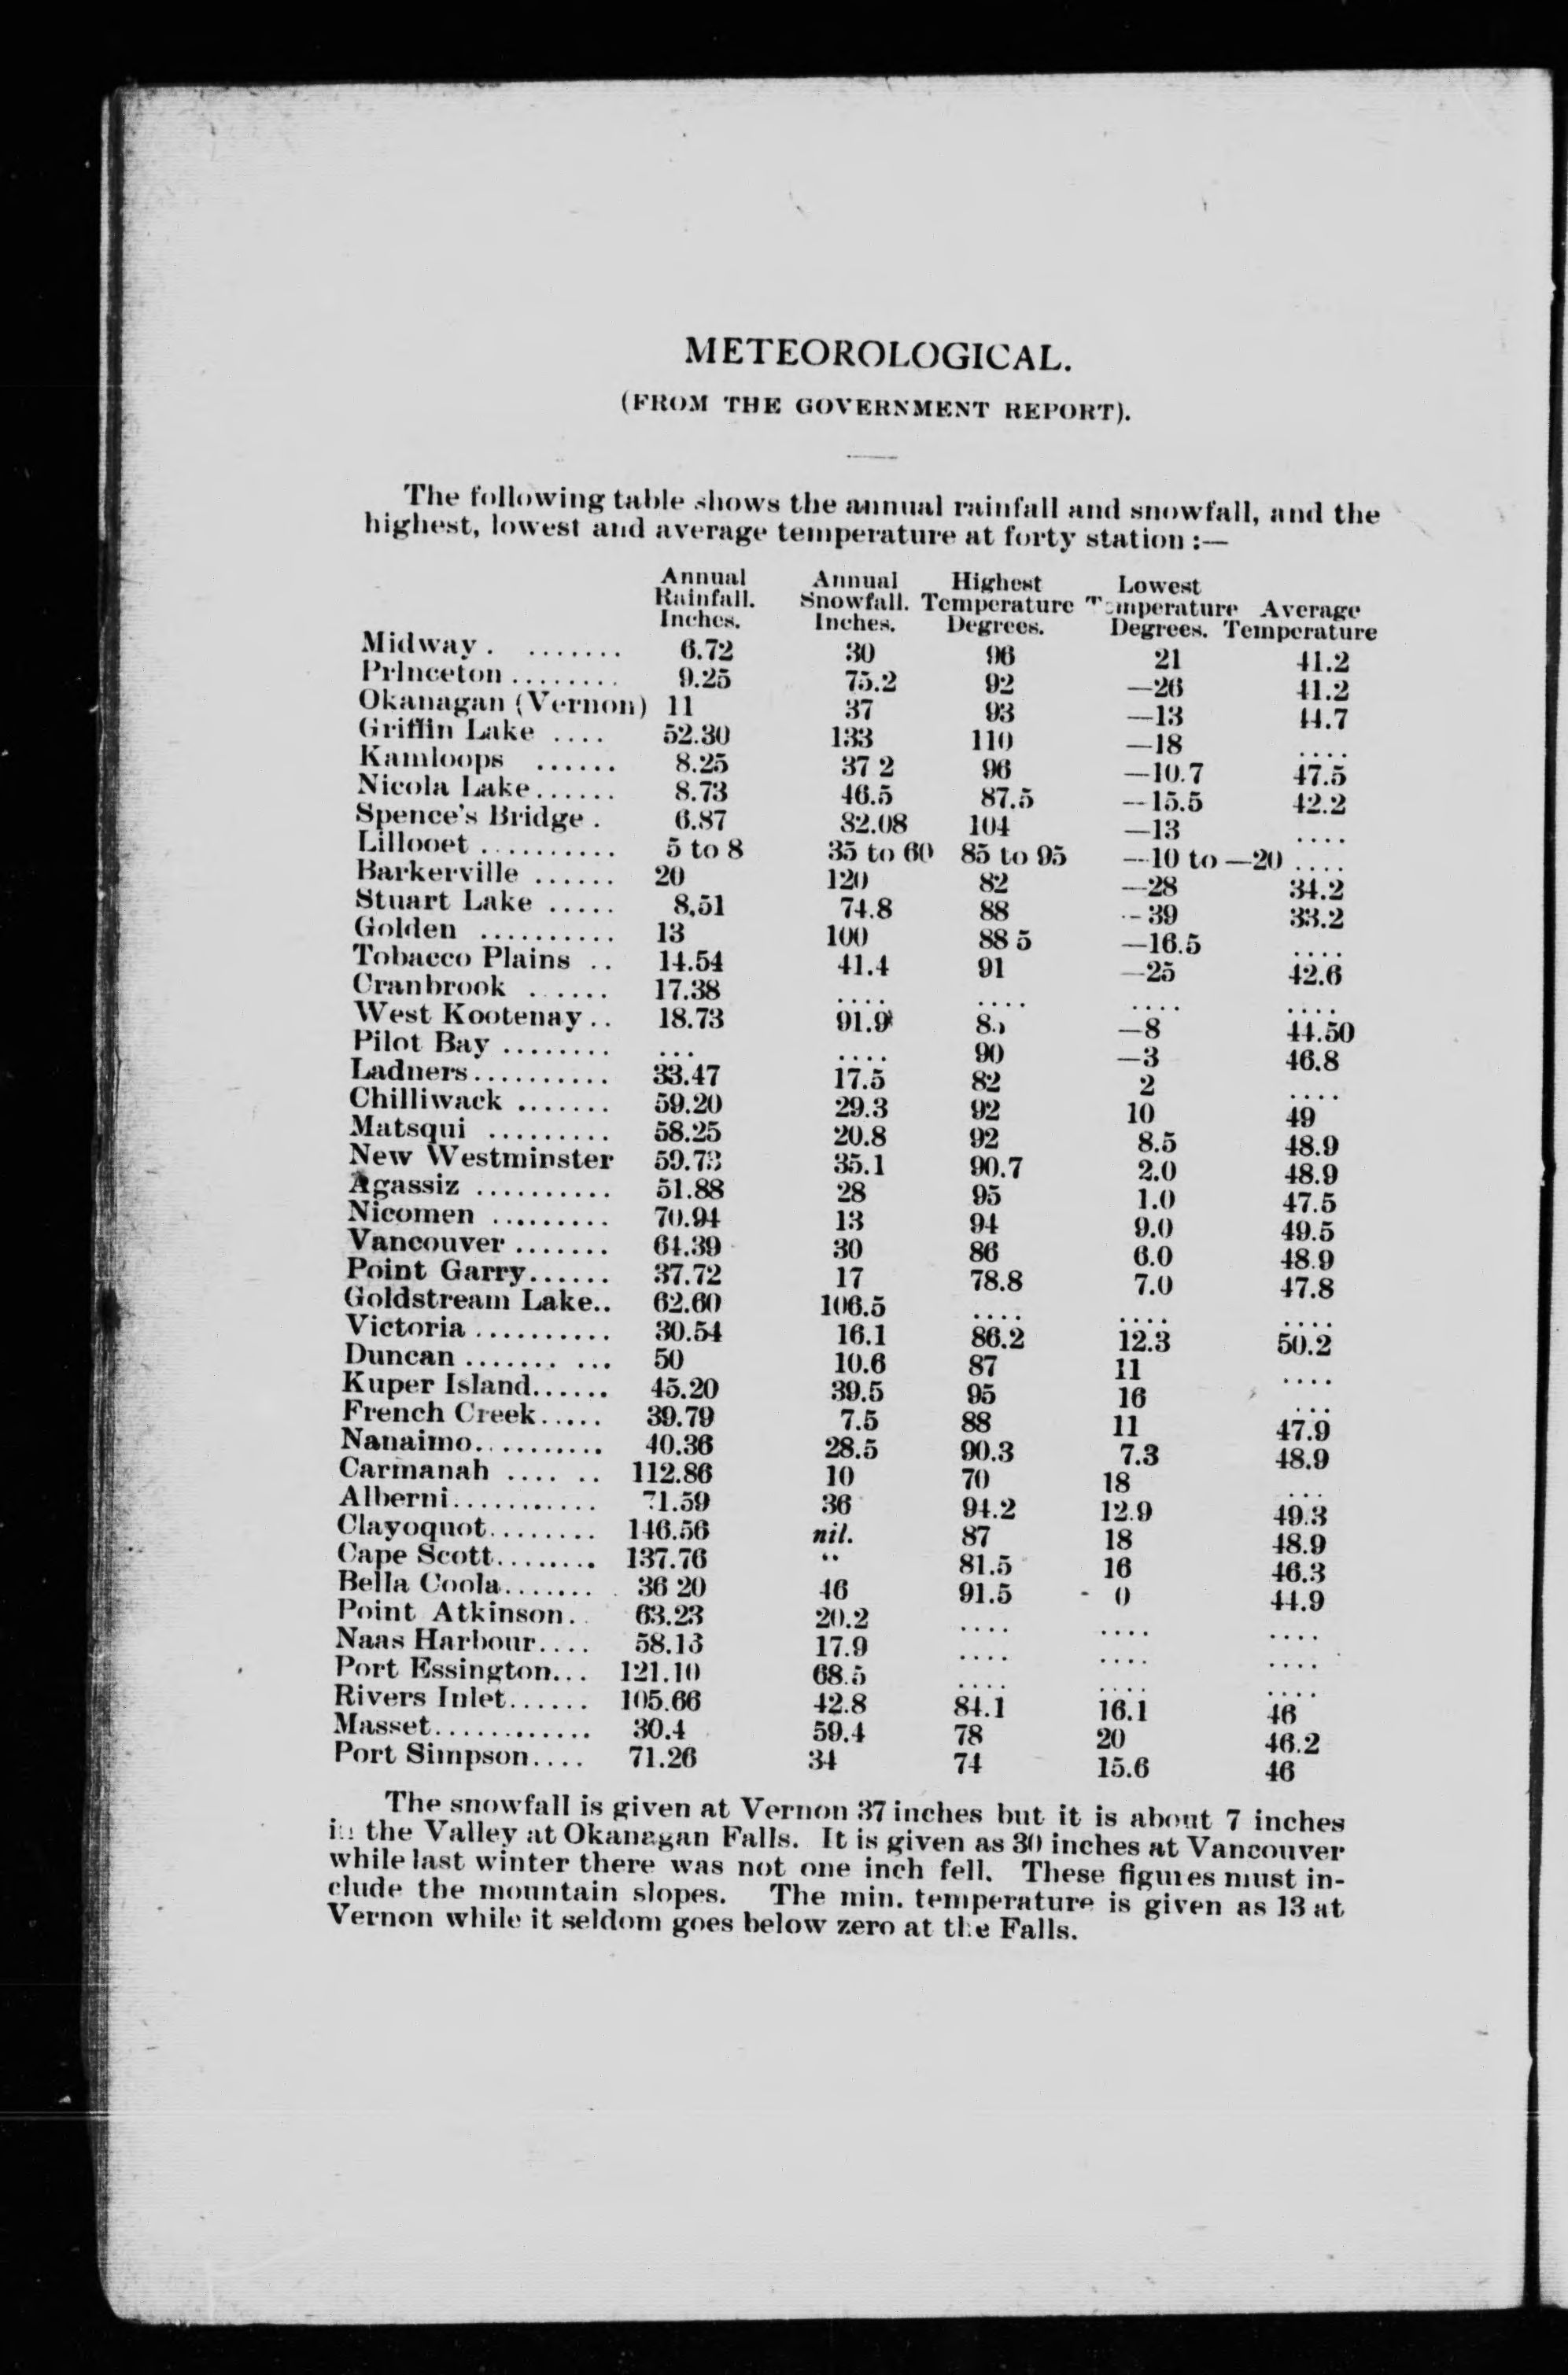 METEOROLOGICAL.
(FROM THE GOVERNMENT REPORT).
The following table shows the annual rainfall and snowfall, and the
highest, lowest and average temperature at forty station :—
Annual Annual Highest Lowest
Rainfall. Snowfall. Temperature Temperature Average
Inches. Inches. Degrees. Degrees. Temperature
Midway . ........ 6.72 30 96 21 41.2
Princeton ........ 9.25 75.2 92 —26 41.2
Okanagan (Vernon) 11 37 93 —13 44.7
Griffin Lake .... 52.30 133 110 —18 ....
Kamloops ...... 8.25 37 2 96 —10.7 47.5
Nicola Lake...... 8.73 46.5 87.5 —15.5 42.2
Spence's Bridge . 6.87 32.08 104 —13 ....
Lillooet .......... 5 to 8 35 to 60 85 to 95 —10 to —20 ....
Barkerville ...... 20 120 82 —28 34.2
Stuart Lake ..... 8,51 74.8 88 —39 33.2
Golden .......... 13 100 88 5 —16.5 ....
Tobacco Plains .. 14.54 41.4 91 —25 42.6
Cranbrook ...... 17.38 .... .... .... ....
West Kootenay.. 18.73 91.9 —8 44.50
Pilot Bay ........ ... .... 90 —3 46.8
Ladners.......... 33.47 17.5 82 2 ....
Chilliwack ....... 59.20 29.3 92 10 49
Matsqui ......... 58.25 20.8 92 8.5 48.9
New Westminster 59.73 35.1 90.7 2.0 48.9
Agassiz .......... 51.88 28 95 1.0 47.5
Nicomen ......... 70.94 13 94 9.0 49.5
Vancouver ....... 64.39 30 86 6.0 48.9
Point Garry...... 37.72 17 78.8 7.0 47.8
Goldstream Lake.. 62.60 106.5 .... .... ....
Victoria .......... 30.54 16.1 86.2 12.3 50.2
Duncan ....... ... 50 10.6 87 11 ....
Kuper Island...... 45.20 39.5 95 16 ...
French Creek..... 39.79 7.5 88 11 47.9
Nanaimo.......... 40.36 28.5 90.3 7.3 48.9
Carmanah .... .. 112.86 10 70 18 ...
Alberni........... 71.59 36 94.2 12.9 49.3
Clayoquot........ 146.56 nil. 87 18 48.9
Cape Scott........ 137.76 “ 81.5 16 46.3
Bella Coola....... 36 20 46 91.5 0 44.9
Point Atkinson.. 63.23 20.2 .... .... ....
Naas Harbour.... 58.13 17.9 .... .... ....
Port Essington... 121.10 68.5 .... .... ....
Rivers Inlet...... 105.66 42.8 84.1 16.1 46
Masset............ 30.4 59.4 78 20 46.2
Port Simpson.... 71.26 34 74 15.6 46
The snowfall is given at Vernon 37 inches but it is about 7 inches
in the Valley at Okanagan Falls. It is given as 30 inches at Vancouver
while last winter there was not one inch fell. These figures must in-
clude the mountain slopes. The min. temperature is given as 13 at
Vernon while it seldom goes below zero at the Falls.